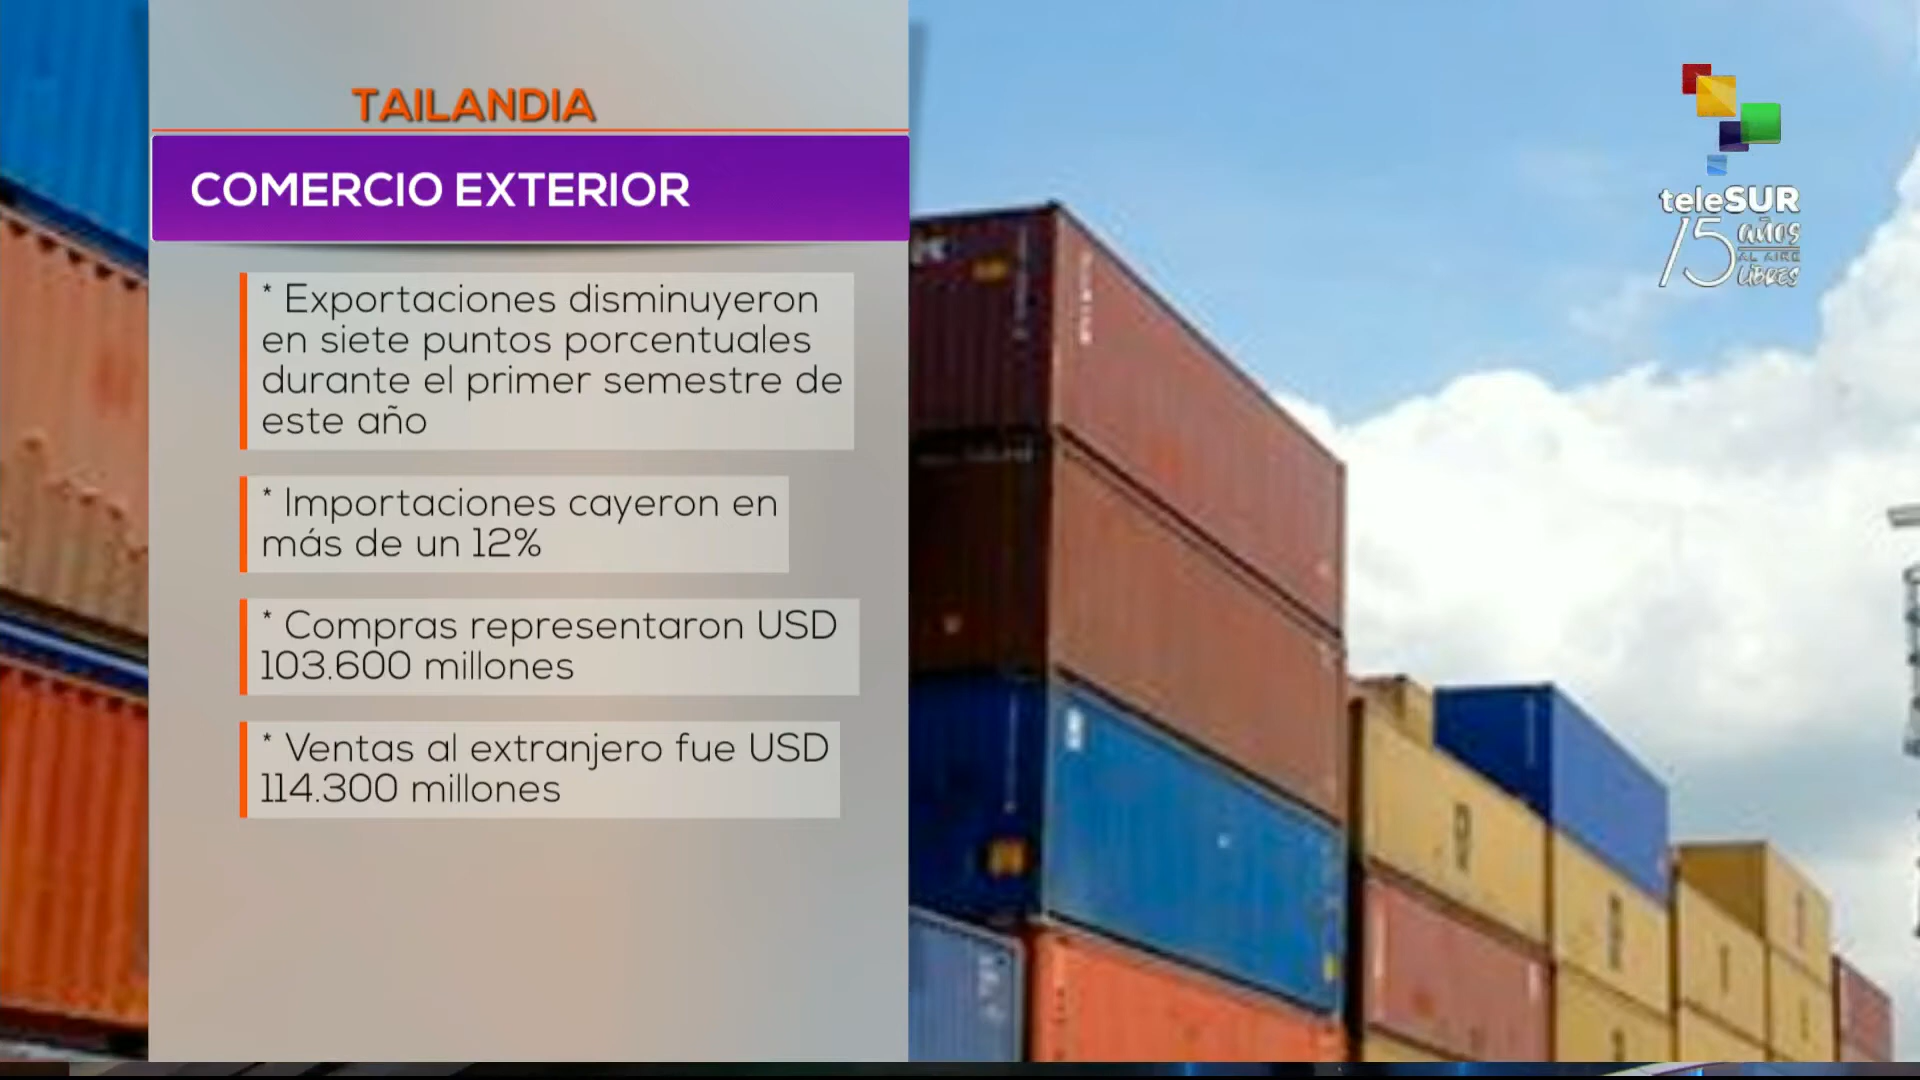 TAILANDIA
COMERCIO EXTERIOR
* Exportaciones disminuyeron
en siete puntos porcentuales
durante el primer semestre de
este año
* Importaciones cayeron en
más de un 12%
* Compras representaron USD
103.600 millones
* Ventas al extranjero fue USD
114.300 millones
teleSUR
15 años
AL AIRE
LIBRES